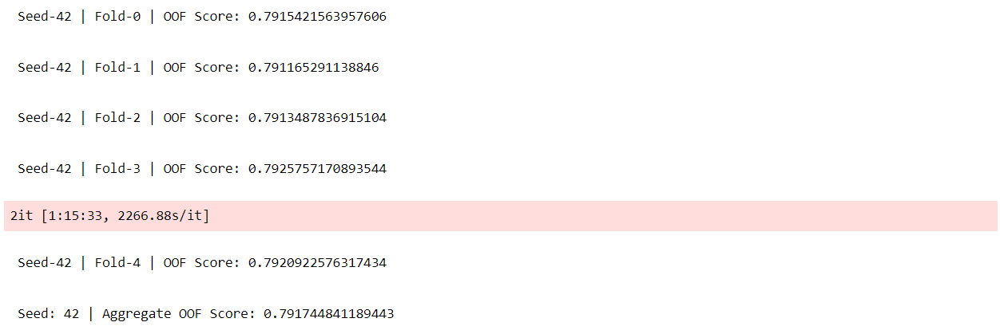 Seed-42 | Fold-0 | OOF Score: 0.7915421563957606
Seed-42 | Fold-1 | OOF Score: 0.791165291138846
Seed-42 | Fold-2 | OOF Score: 0.7913487836915104
Seed-42 | Fold-3 | OOF Score: 0.7925757170893544
2it [1:15:33, 2266.88s/it]
Seed-42 | Fold-4 | OOF Score: 0.7920922576317434
Seed: 42 | Aggregate OOF Score: 0.791744841189443